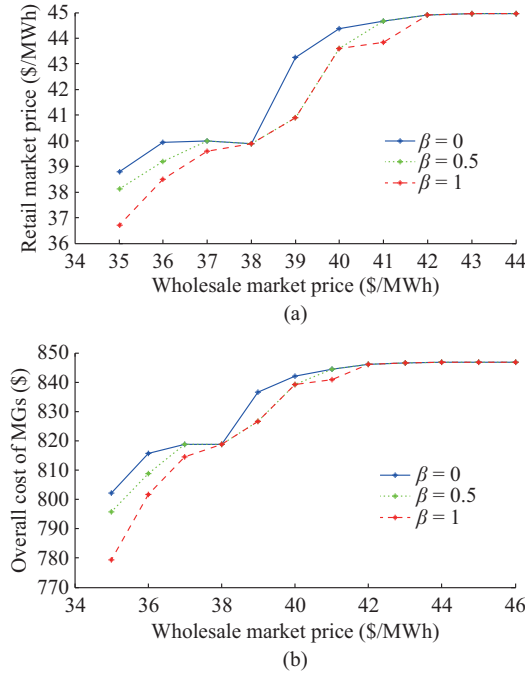 Retail market price ($/MWh)
45
44
43
42
41
40
39
38
37
36
β = 0
β = 0.5
β = 1
34 35 36 37 38 39 40 41 42 43 44
Wholesale market price ($/MWh)
(a)
Overall cost of MGs ($)
850
840
830
820
810
800
790
780
770
β = 0
β = 0.5
β = 1
34 36 38 40 42 44 46
Wholesale market price ($/MWh)
(b)